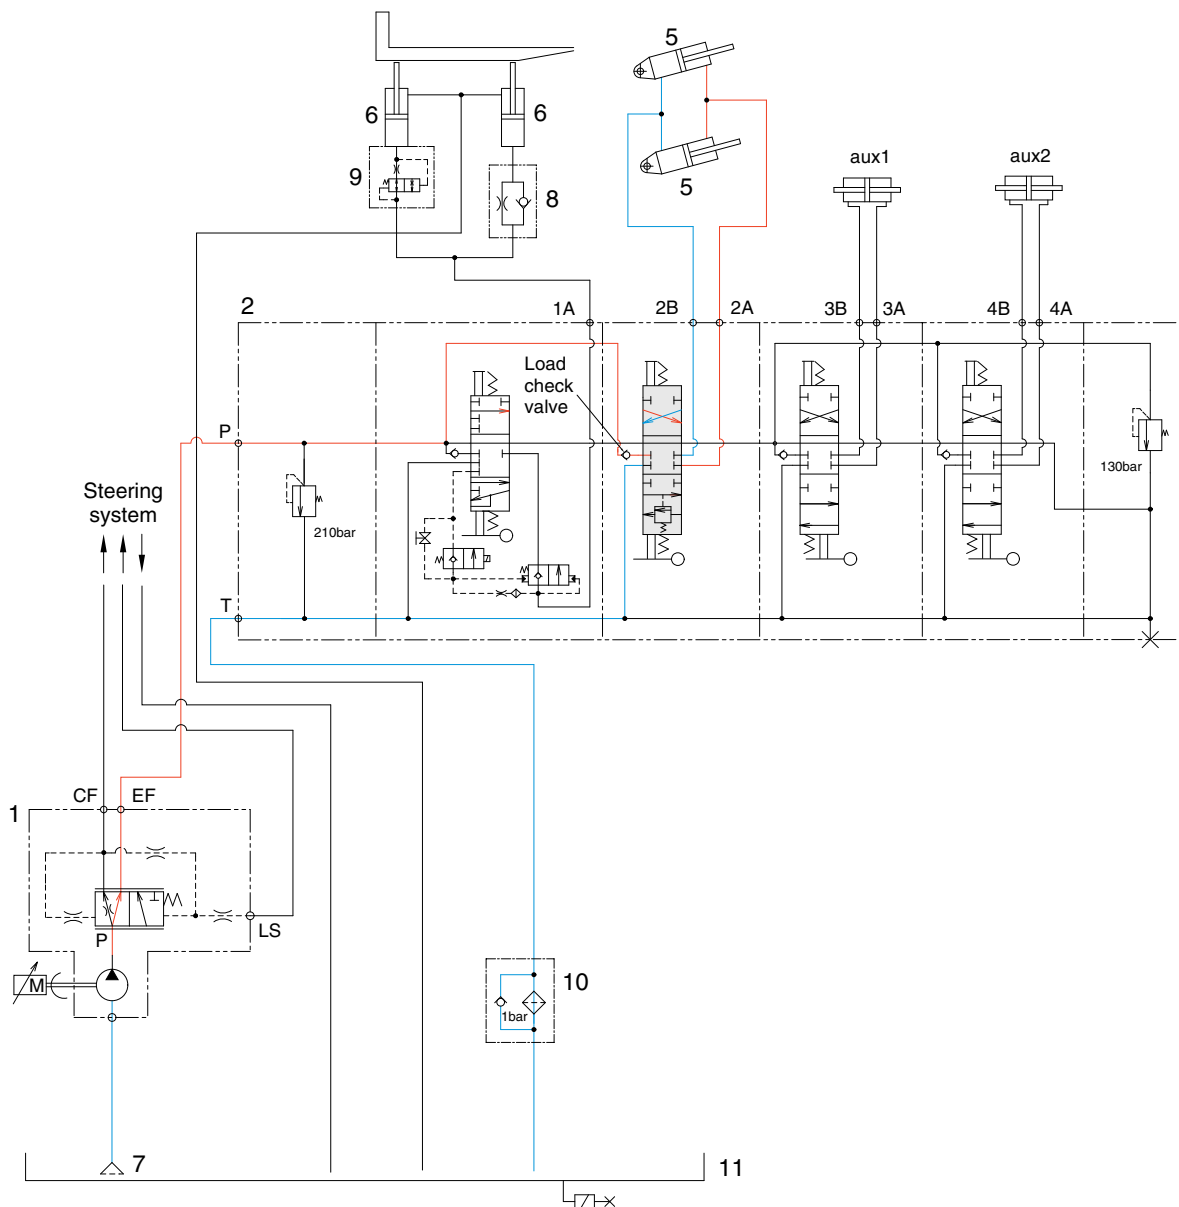 5
6
6
5
aux1
aux2
9
8
2
1A
2B
2A
3B
3A
4B
4A
Load
check
valve
P
Steering
system
210bar
130bar
T
CF
EF
1
P
LS
M
10
1bar
7
11